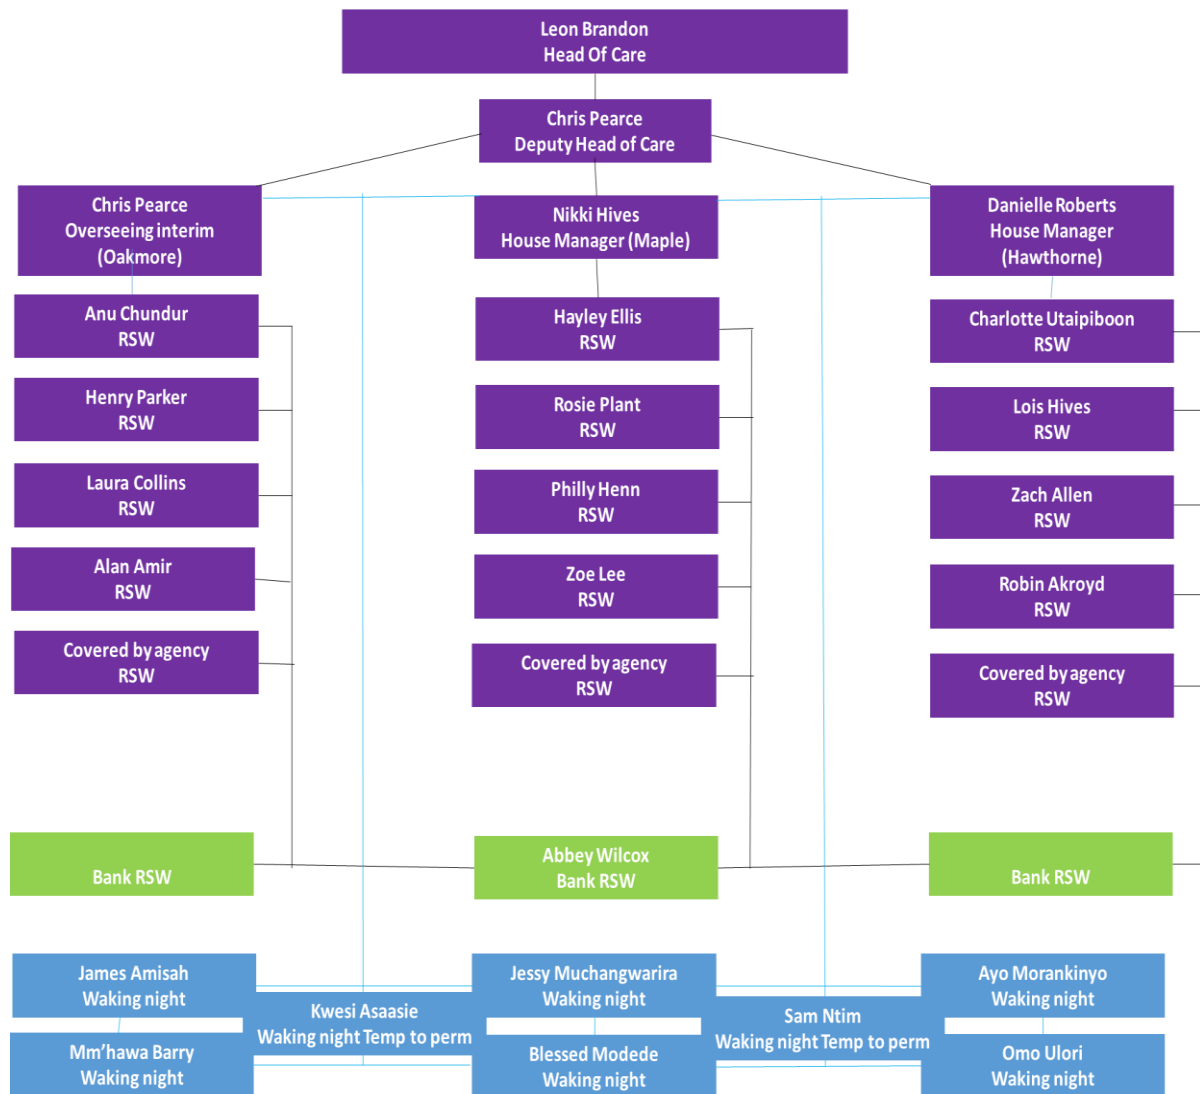 Leon Brandon
Head Of Care
Chris Pearce
Deputy Head of Care
Chris Pearce
Overseeing interim
(Oakmore)
Nikki Hives
House Manager (Maple)
Danielle Roberts
House Manager
(Hawthorne)
Anu Chundur
RSW
Hayley Ellis
RSW
Charlotte Utaipiboon
RSW
Henry Parker
RSW
Rosie Plant
RSW
Lois Hives
RSW
Laura Collins
RSW
Philly Henn
RSW
Zach Allen
RSW
Alan Amir
RSW
Zoe Lee
RSW
Robin Akroyd
RSW
Covered by agency
RSW
Covered by agency
RSW
Covered by agency
RSW
Bank RSW
Abbey Wilcox
Bank RSW
Bank RSW
James Amisah
Waking night
Jessy Muchangwarira
Waking night
Ayo Morankinyo
Waking night
Kwesi Asaasie
Waking night Temp to perm
Sam Ntim
Waking night Temp to perm
Mm'hawa Barry
Waking night
Blessed Modede
Waking night
Omo Ulori
Waking night